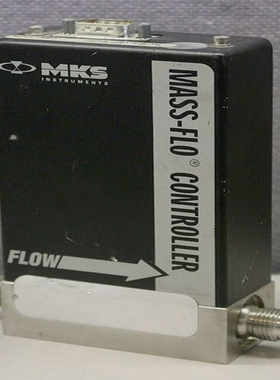 MKS
INSTRUMENTS
MASS-FLO® CONTROLLER
FLOW